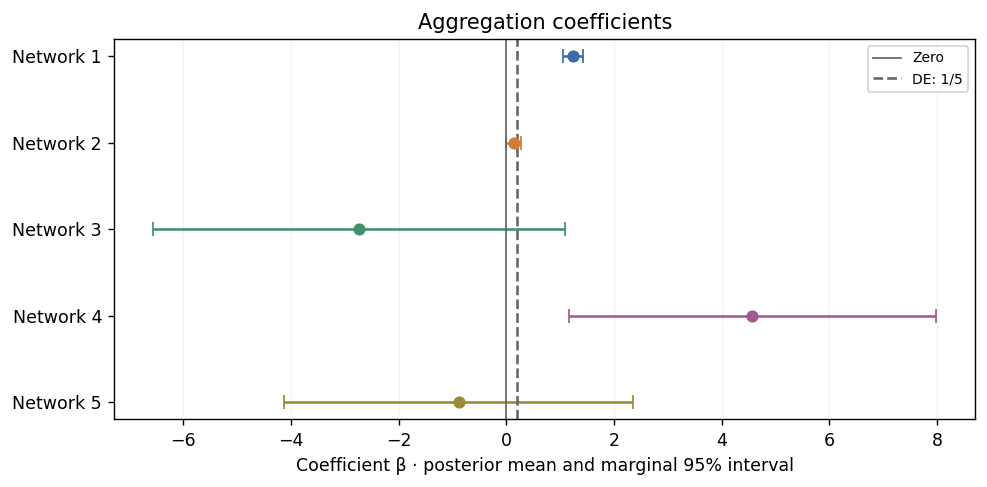 Aggregation coefficients
Network 1
Network 2
Network 3
Network 4
Network 5
Zero
DE: 1/5
−6
−4
−2
0
2
4
6
8
Coefficient β · posterior mean and marginal 95% interval